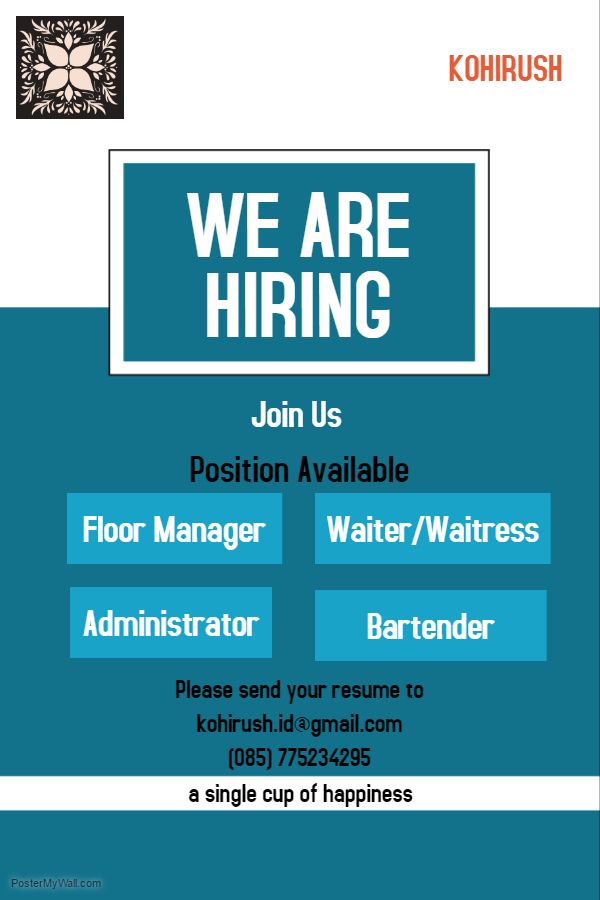 KOHIRUSH
WE ARE
HIRING
Join Us
Position Available
Floor Manager
Waiter/Waitress
Administrator
Bartender
Please send your resume to
kohirush.id@gmail.com
(085) 775234295
a single cup of happiness
PosterMyWall.com